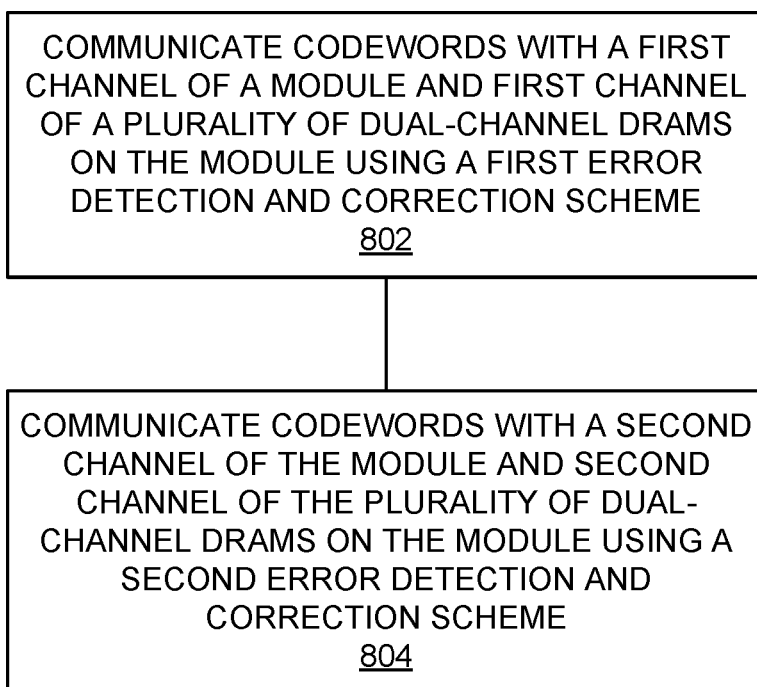 COMMUNICATE CODEWORDS WITH A FIRST
CHANNEL OF A MODULE AND FIRST CHANNEL
OF A PLURALITY OF DUAL-CHANNEL DRAMS
ON THE MODULE USING A FIRST ERROR
DETECTION AND CORRECTION SCHEME
802
COMMUNICATE CODEWORDS WITH A SECOND
CHANNEL OF THE MODULE AND SECOND
CHANNEL OF THE PLURALITY OF DUAL-
CHANNEL DRAMS ON THE MODULE USING A
SECOND ERROR DETECTION AND
CORRECTION SCHEME
804